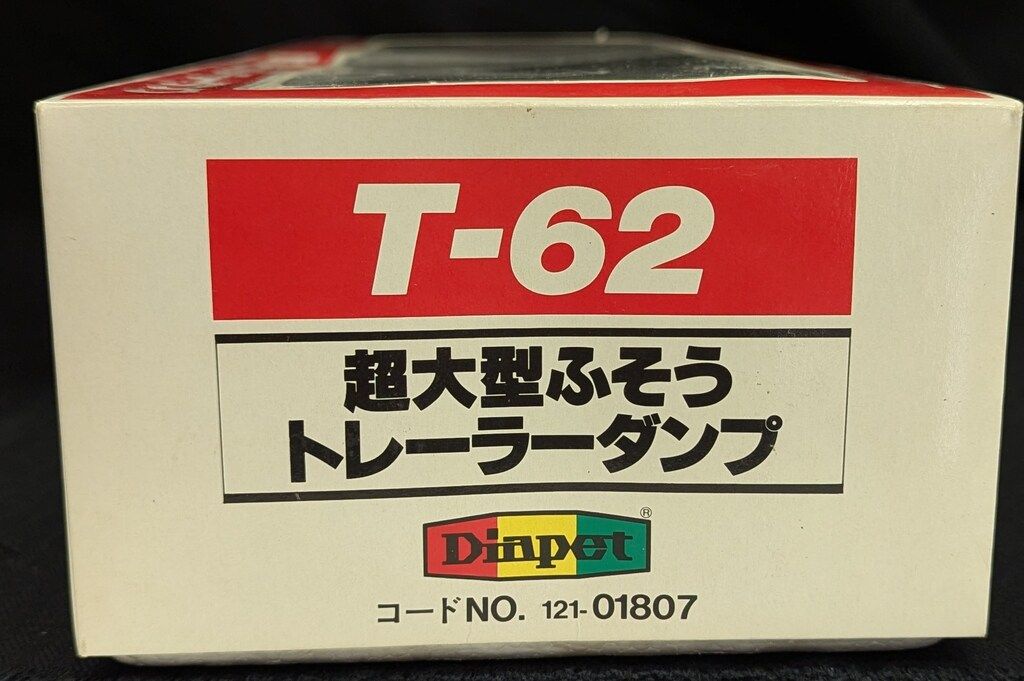 T-62
超大型ふそう
トレーラーダンプ
Diapet®
コードNO. 121-01807